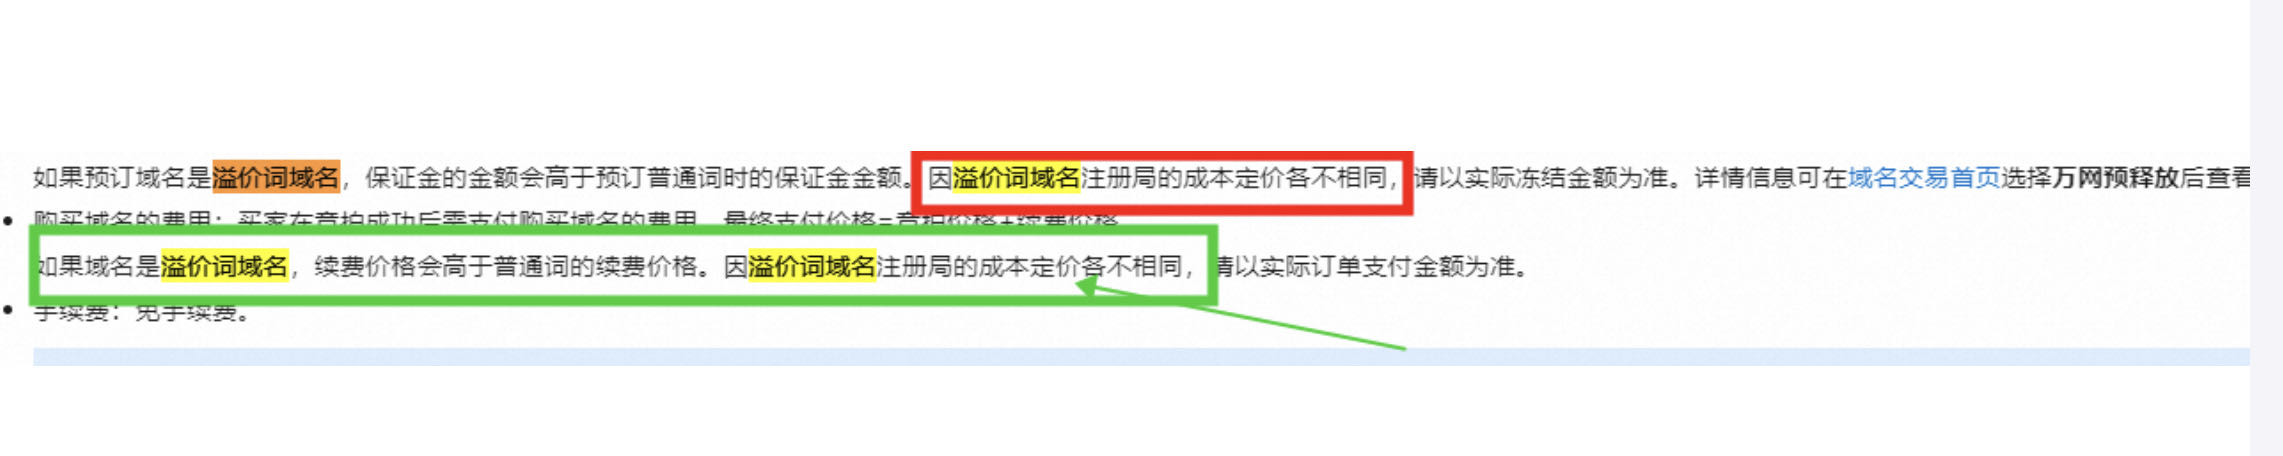 如果预订域名是溢价词域名，保证金的金额会高于预订普通词时的保证金金额。因溢价词域名注册局的成本定价各不相同，请以实际冻结金额为准。详情信息可在域名交易首页选择万网预释放后查看
购买域名的费用：买家在竞拍成功后需支付购买域名的费用，最终支付价格=竞拍价格+续费价格
如果域名是溢价词域名，续费价格会高于普通词的续费价格。因溢价词域名注册局的成本定价各不相同，请以实际订单支付金额为准。
手续费：免手续费。